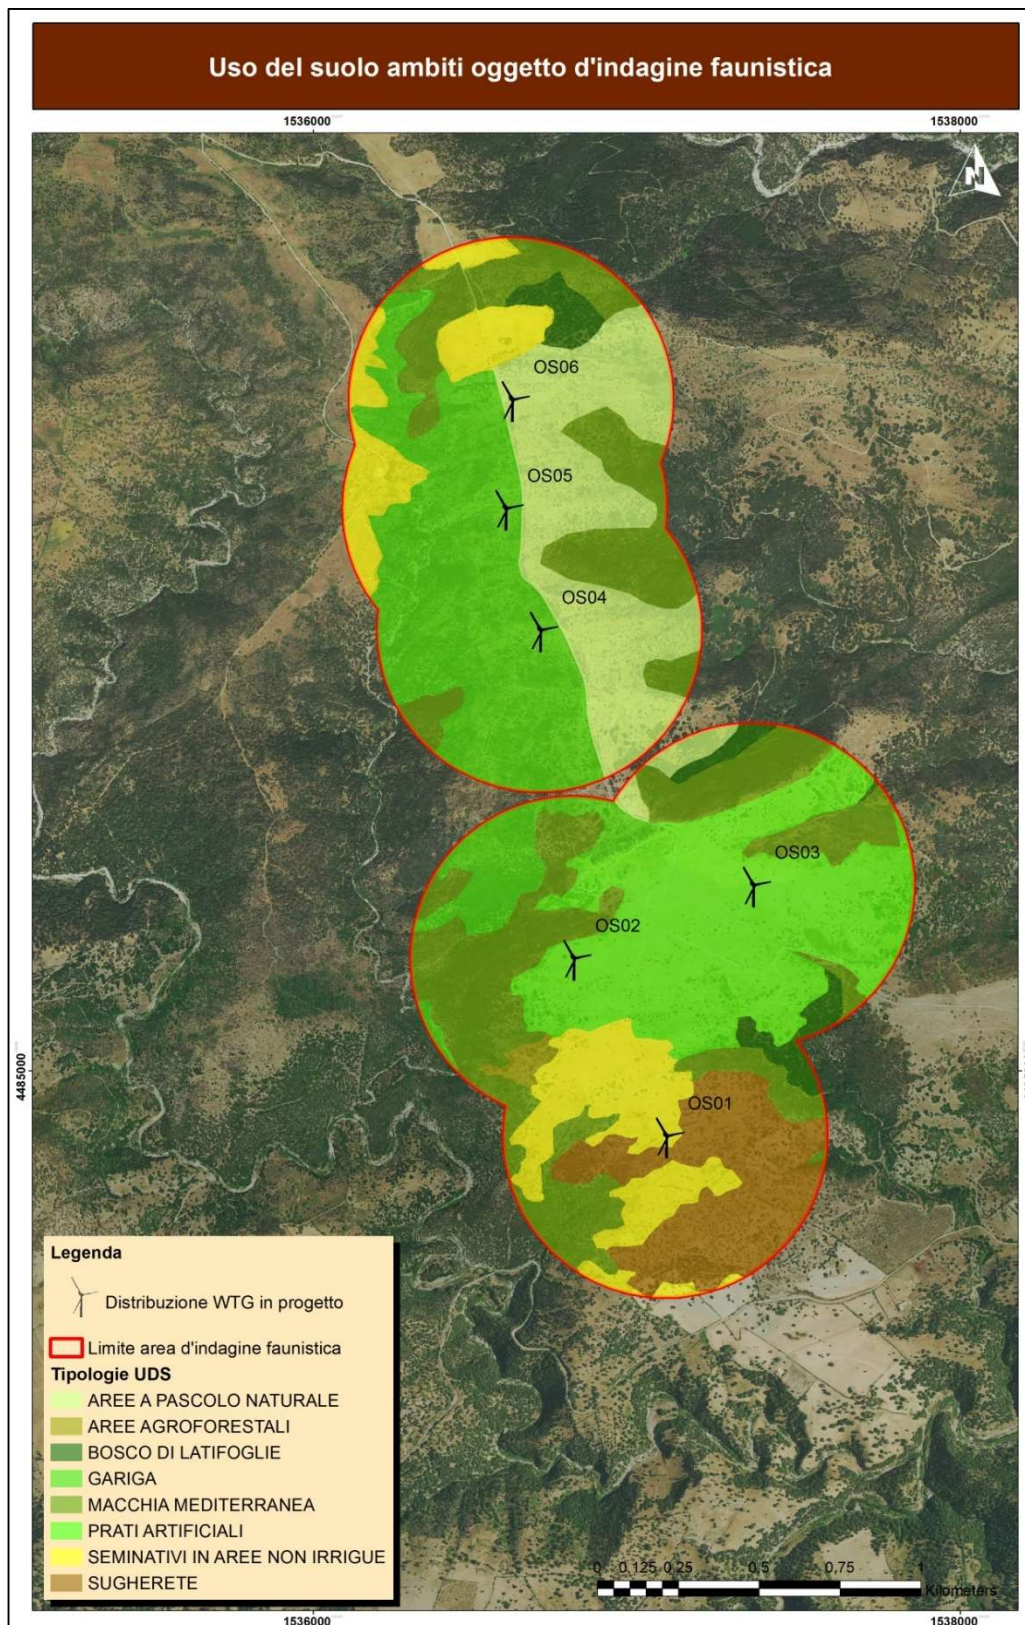 Uso del suolo ambiti oggetto d'indagine faunistica
1536000
1538000
N
OS06
OS05
OS04
OS03
OS02
4485000
OS01
Legenda
Distribuzione WTG in progetto
Limite area d'indagine faunistica
Tipologie UDS
AREE A PASCOLO NATURALE
AREE AGROFORESTALI
BOSCO DI LATIFOGLIE
GARIGA
MACCHIA MEDITERRANEA
PRATI ARTIFICIALI
SEMINATIVI IN AREE NON IRRIGUE
SUGHERETE
0 0,125 0,25 0,5 0,75 1
Kilometers
1536000
1538000